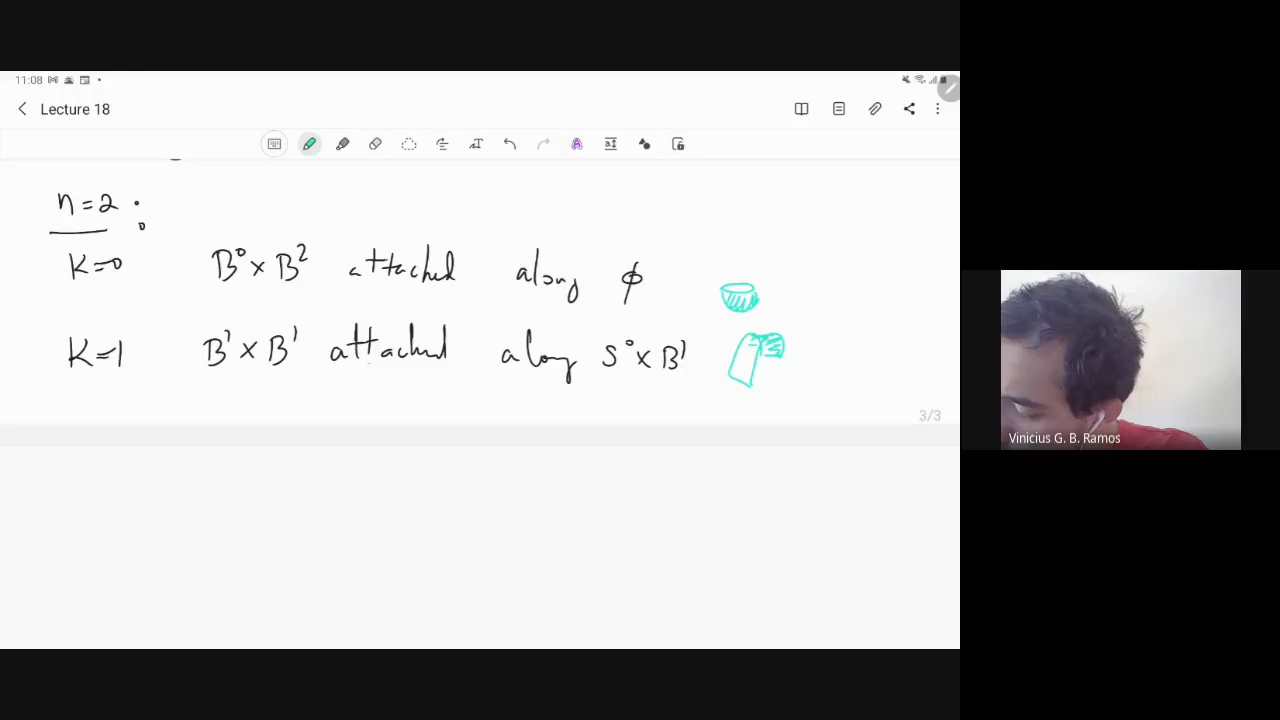 11:08
Lecture 18
n=2 :
K=0 B⁰ × B² attached along ϕ
K=1 B¹ × B¹ attached along S⁰ × B¹
3/3
Vinicius G. B. Ramos